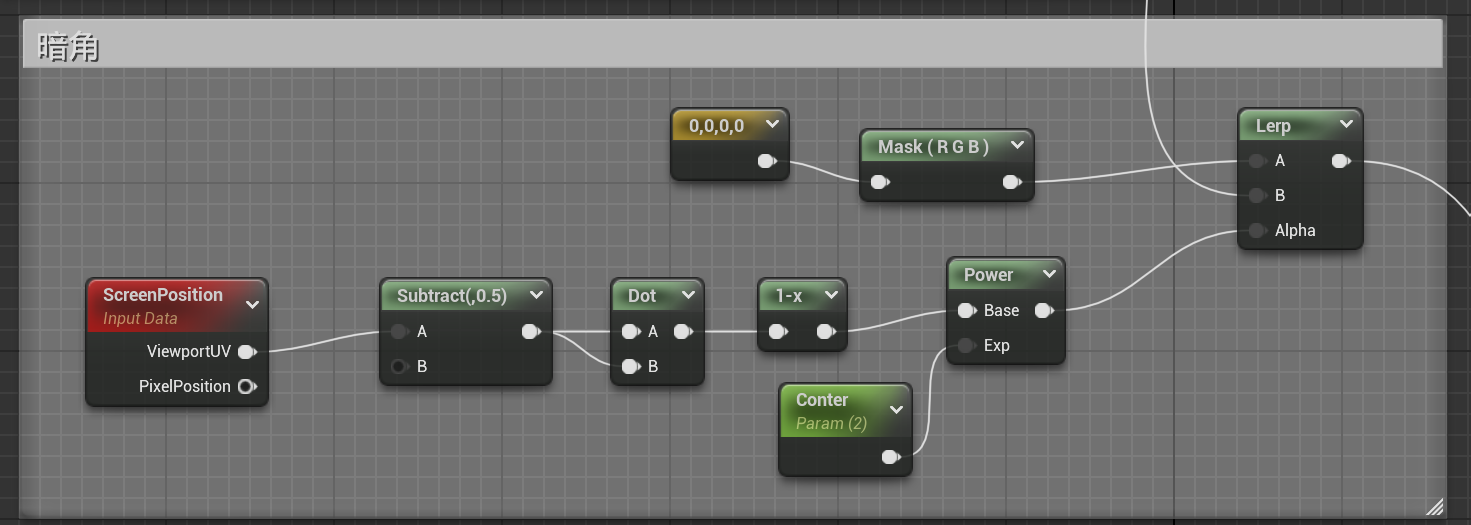 暗角
0,0,0,0
Mask ( R G B )
Lerp
A
B
Alpha
ScreenPosition
Input Data
ViewportUV
PixelPosition
Subtract(,0.5)
A
B
Dot
A
B
1-x
Power
Base
Exp
Conter
Param (2)